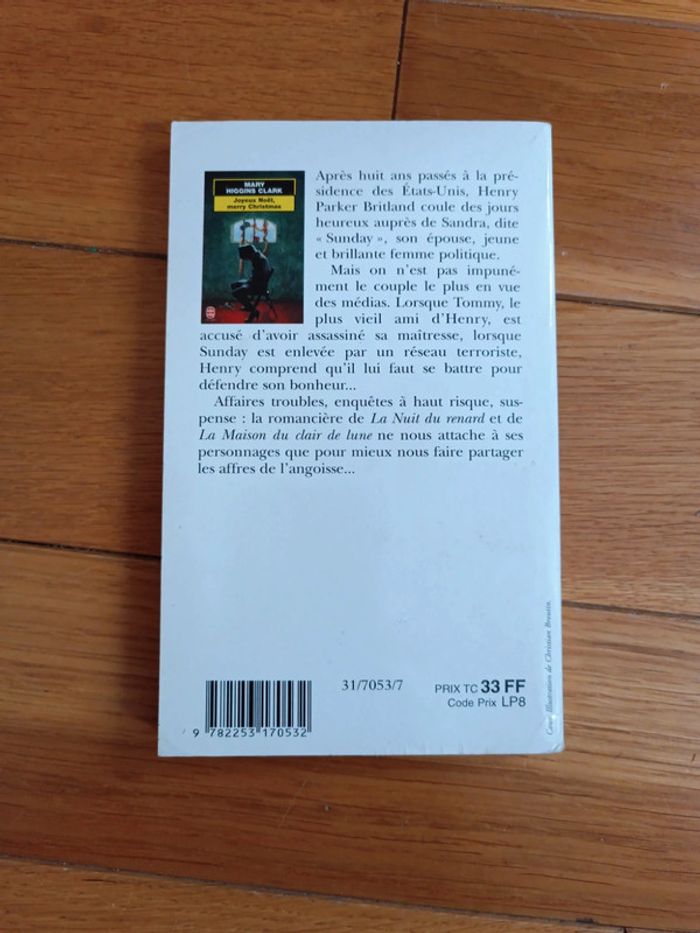 MARY
HIGGINS CLARK
Joyeux Noël,
merry Christmas
Après huit ans passés à la pré-
sidence des États-Unis, Henry
Parker Britland coule des jours
heureux auprès de Sandra, dite
« Sunday », son épouse, jeune
et brillante femme politique.
Mais on n'est pas impuné-
ment le couple le plus en vue
des médias. Lorsque Tommy, le
plus vieil ami d'Henry, est
accusé d'avoir assassiné sa maîtresse, lorsque
Sunday est enlevée par un réseau terroriste,
Henry comprend qu'il lui faut se battre pour
défendre son bonheur...
Affaires troubles, enquêtes à haut risque, sus-
pense : la romancière de La Nuit du renard et de
La Maison du clair de lune ne nous attache à ses
personnages que pour mieux nous faire partager
les affres de l'angoisse...
Couv. Illustration de Christian Broutin.
31/7053/7
PRIX TC 33 FF
Code Prix LP8
9 782253 170532